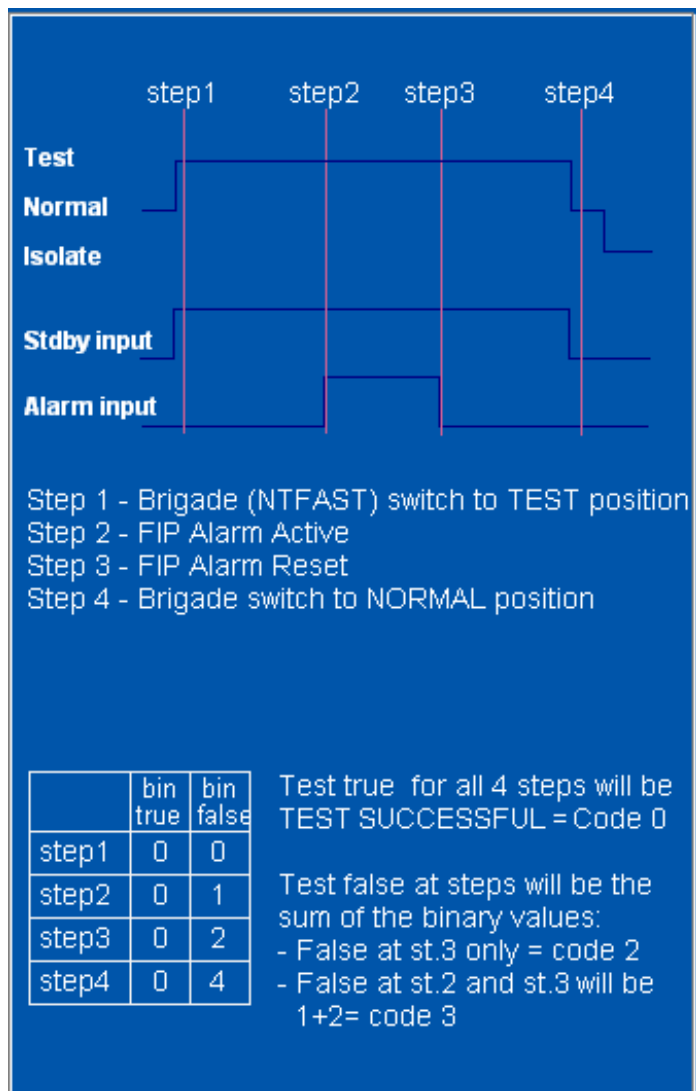 step1 step2 step3 step4
Test
Normal
Isolate
Stdby input
Alarm input
Step 1 - Brigade (NTFAST) switch to TEST position
Step 2 - FIP Alarm Active
Step 3 - FIP Alarm Reset
Step 4 - Brigade switch to NORMAL position
bin bin
true false
step1 0 0
step2 0 1
step3 0 2
step4 0 4
Test true for all 4 steps will be
TEST SUCCESSFUL = Code 0
Test false at steps will be the
sum of the binary values:
- False at st.3 only = code 2
- False at st.2 and st.3 will be
1+2= code 3